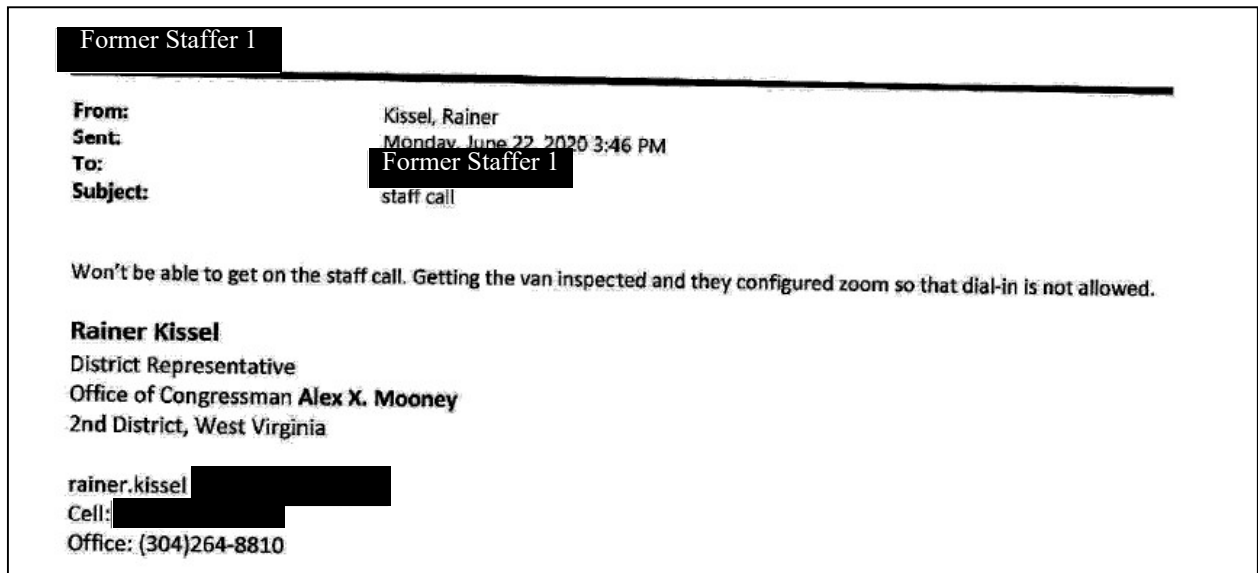 Former Staffer 1
From: Kissel, Rainer
Sent: Monday, June 22, 2020 3:46 PM
To: Former Staffer 1
Subject: staff call
Won't be able to get on the staff call. Getting the van inspected and they configured zoom so that dial-in is not allowed.
Rainer Kissel
District Representative
Office of Congressman Alex X. Mooney
2nd District, West Virginia
rainer.kissel
Cell:
Office: (304)264-8810